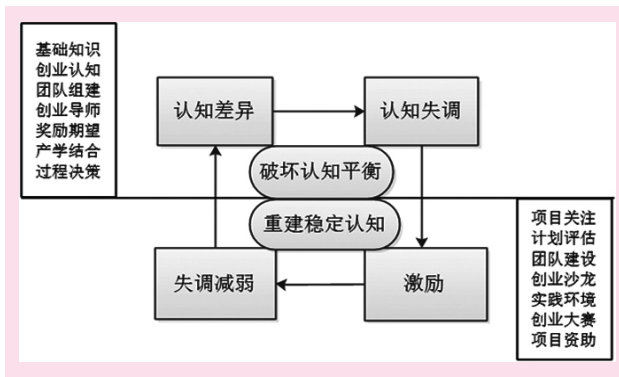 基础知识
创业认知
团队组建
创业导师
奖励期望
产学结合
过程决策
认知差异
认知失调
破坏认知平衡
重建稳定认知
失调减弱
激励
项目关注
计划评估
团队建设
创业沙龙
实践环境
创业大赛
项目资助